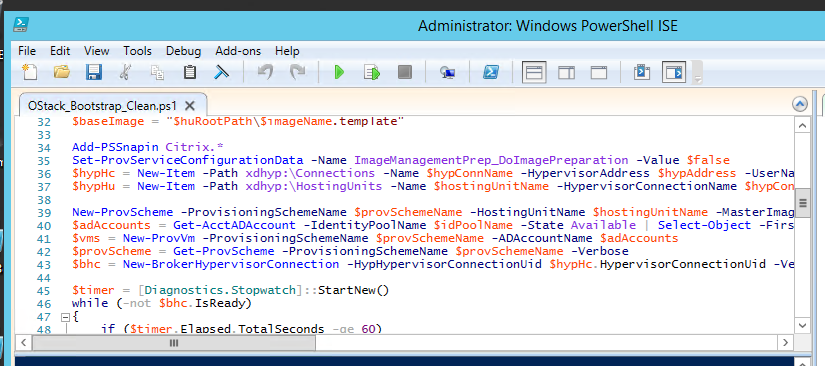 Administrator: Windows PowerShell ISE
File Edit View Tools Debug Add-ons Help
OStack_Bootstrap_Clean.ps1
32 $baseImage = "$huRootPath\$imageName.template"
33
34 Add-PSSnapin Citrix.*
35 Set-ProvServiceConfigurationData -Name ImageManagementPrep_DoImagePreparation -Value $false
36 $hypHc = New-Item -Path xdhyp:\Connections -Name $hypConnName -HypervisorAddress $hypAddress -UserNa
37 $hypHu = New-Item -Path xdhyp:\HostingUnits -Name $hostingUnitName -HypervisorConnectionName $hypCon
38
39 New-ProvScheme -ProvisioningSchemeName $provSchemeName -HostingUnitName $hostingUnitName -MasterImag
40 $adAccounts = Get-AcctADAccount -IdentityPoolName $idPoolName -State Available | Select-Object -Firs
41 $vms = New-ProvVm -ProvisioningSchemeName $provSchemeName -ADAccountName $adAccounts
42 $provScheme = Get-ProvScheme -ProvisioningSchemeName $provSchemeName -Verbose
43 $bhc = New-BrokerHypervisorConnection -HypHypervisorConnectionUid $hypHc.HypervisorConnectionUid -Ve
44
45 $timer = [Diagnostics.Stopwatch]::StartNew()
46 while (-not $bhc.IsReady)
47 {
48 if ($timer.Elapsed.TotalSeconds -ge 60)